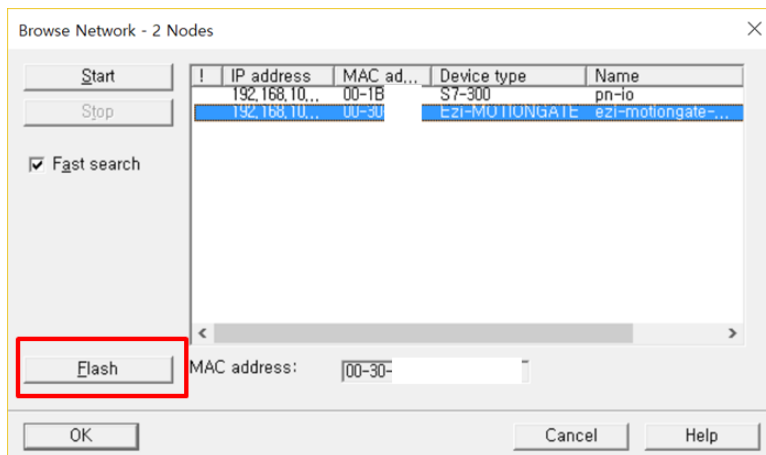 Browse Network - 2 Nodes
Start
Stop
Fast search
! IP address MAC ad... Device type Name
192.168.10... 00-1B S7-300 pn-io
192.168.10... 00-30 Ezi-MOTIONGATE ezi-motiongate-...
Flash
MAC address: 00-30-
OK Cancel Help